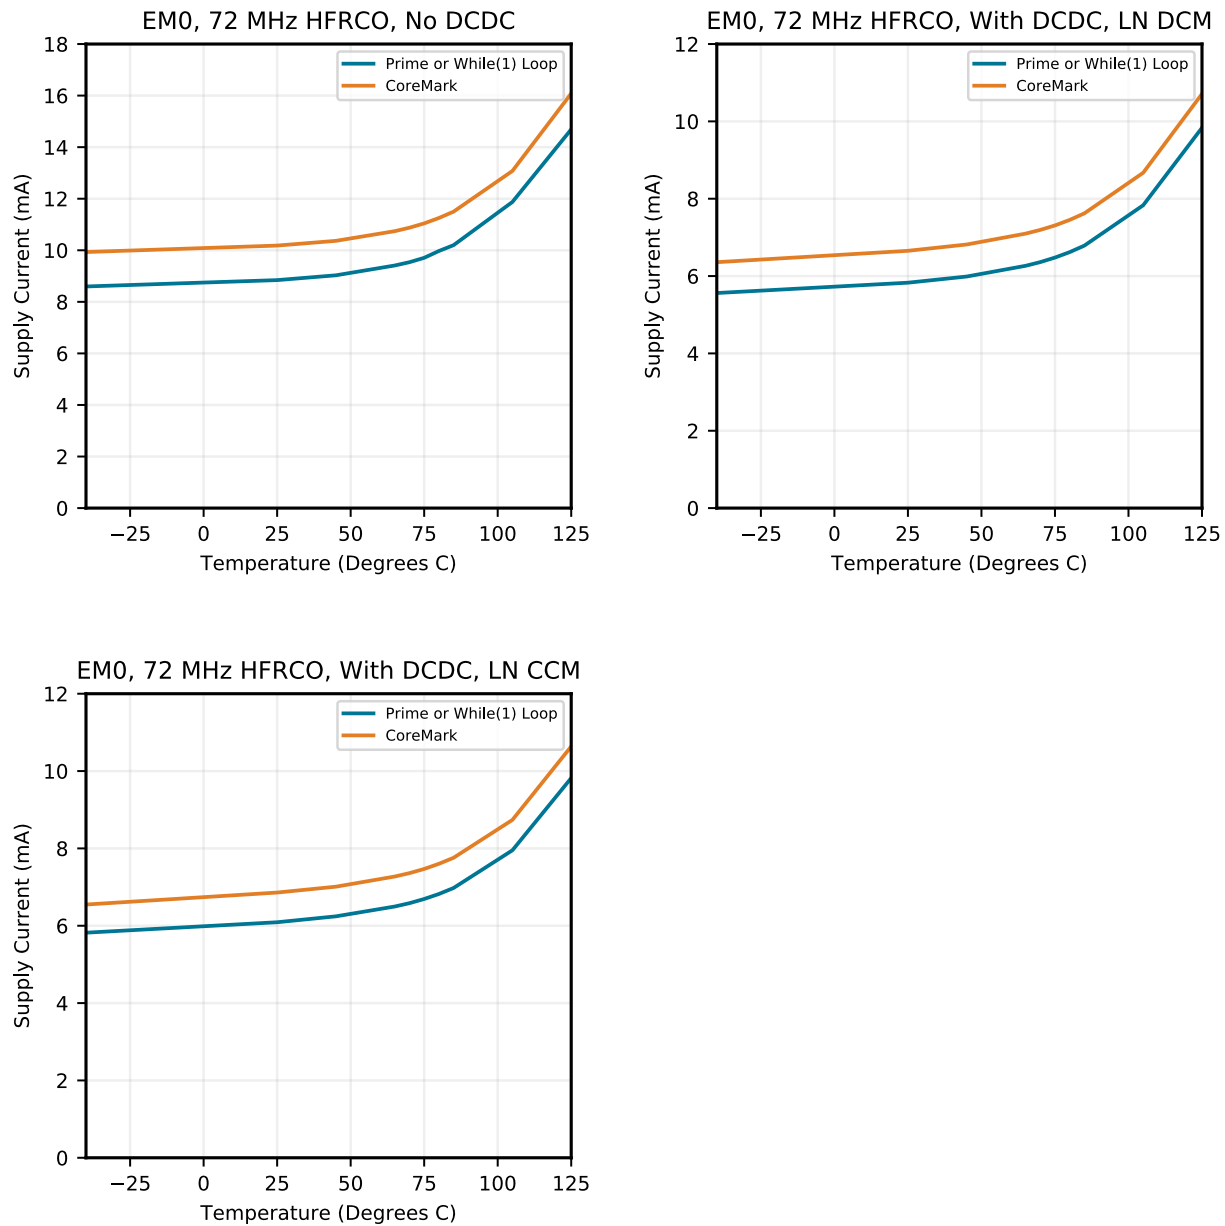 EM0, 72 MHz HFRCO, No DCDC
18
16
14
12
10
8
6
4
2
0
Supply Current (mA)
Prime or While(1) Loop
CoreMark
−25 0 25 50 75 100 125
Temperature (Degrees C)
EM0, 72 MHz HFRCO, With DCDC, LN DCM
12
10
8
6
4
2
0
Supply Current (mA)
Prime or While(1) Loop
CoreMark
−25 0 25 50 75 100 125
Temperature (Degrees C)
EM0, 72 MHz HFRCO, With DCDC, LN CCM
12
10
8
6
4
2
0
Supply Current (mA)
Prime or While(1) Loop
CoreMark
−25 0 25 50 75 100 125
Temperature (Degrees C)